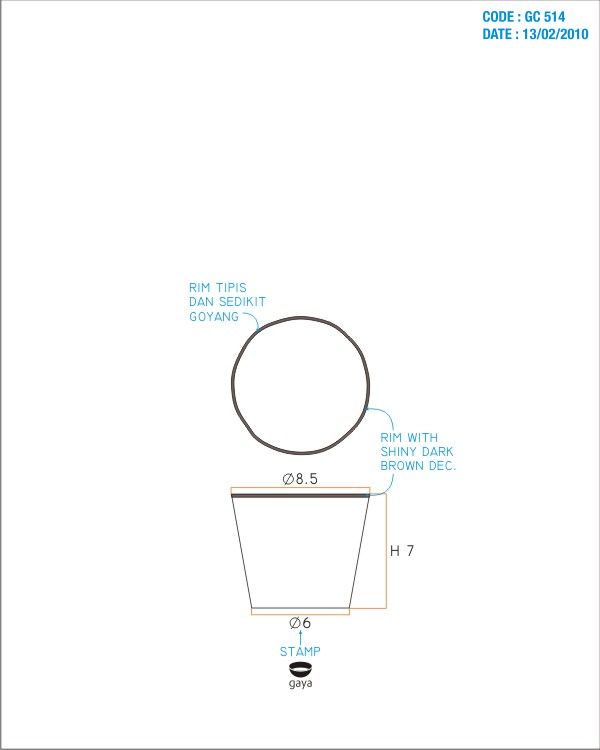 CODE : GC 514
DATE : 13/02/2010
RIM TIPIS
DAN SEDIKIT
GOYANG
RIM WITH
SHINY DARK
BROWN DEC.
Ø8.5
H 7
Ø6
STAMP
gaya